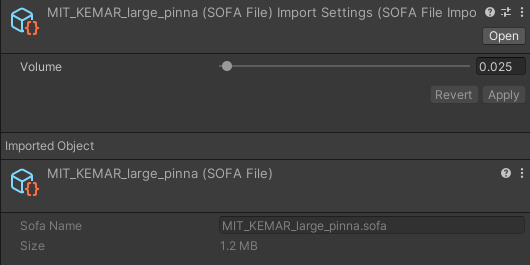 MIT_KEMAR_large_pinna (SOFA File) Import Settings (SOFA File Impo
Open
Volume 0.025
Revert Apply
Imported Object
MIT_KEMAR_large_pinna (SOFA File)
Sofa Name MIT_KEMAR_large_pinna.sofa
Size 1.2 MB